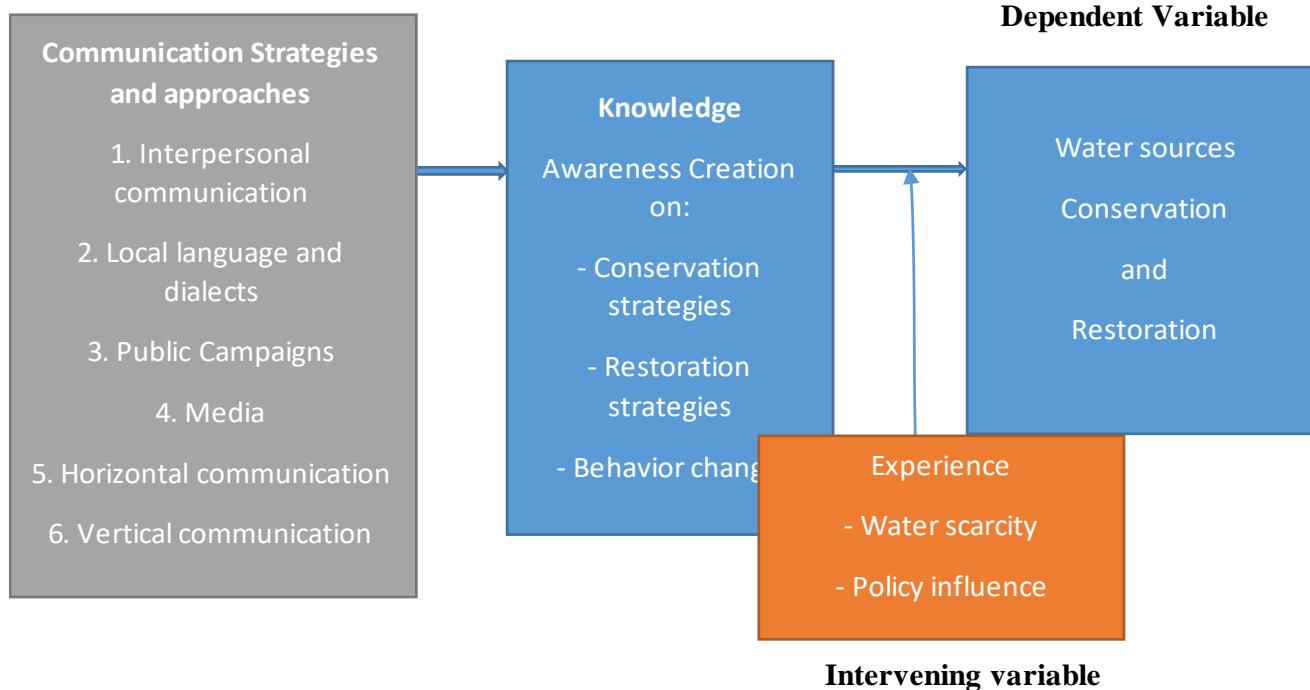 Dependent Variable
Communication Strategies
and approaches
1. Interpersonal
communication
2. Local language and
dialects
3. Public Campaigns
4. Media
5. Horizontal communication
6. Vertical communication
Knowledge
Awareness Creation
on:
- Conservation
strategies
- Restoration
strategies
- Behavior chang
Water sources
Conservation
and
Restoration
Experience
- Water scarcity
- Policy influence
Intervening variable